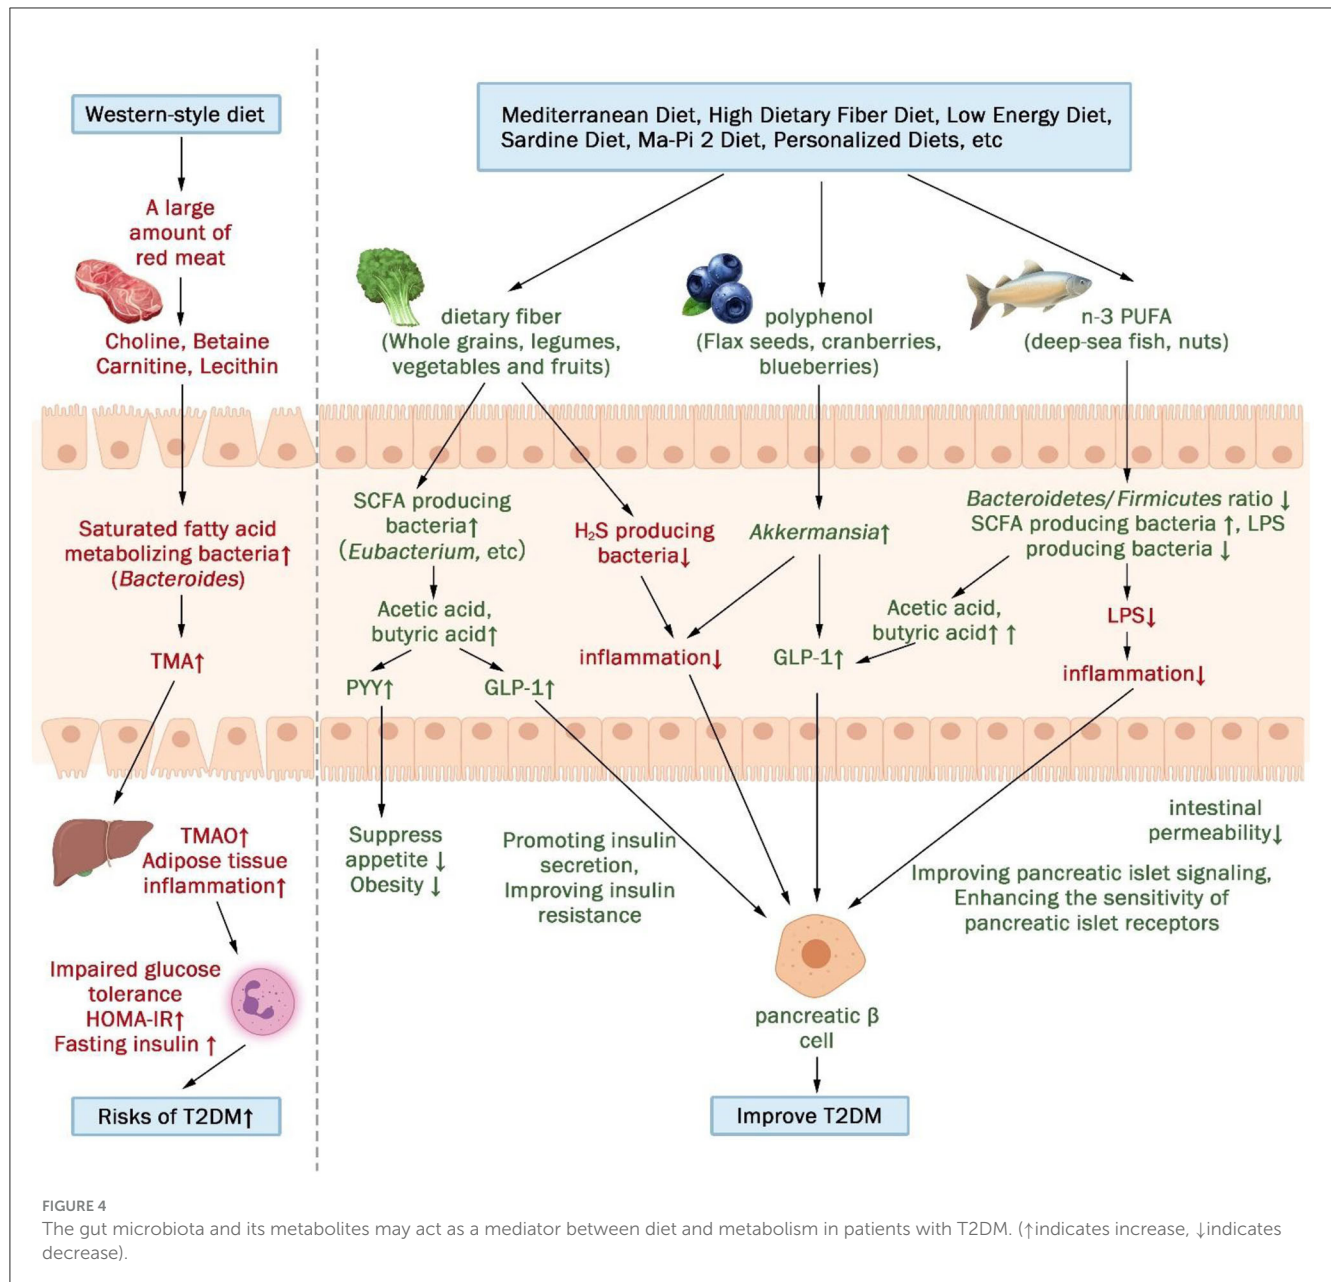 Western-style diet
A large
amount of
red meat
Choline, Betaine
Carnitine, Lecithin
Saturated fatty acid
metabolizing bacteria↑
(Bacteroides)
TMA↑
TMAO↑
Adipose tissue
inflammation↑
Impaired glucose
tolerance
HOMA-IR↑
Fasting insulin ↑
Risks of T2DM↑
Mediterranean Diet, High Dietary Fiber Diet, Low Energy Diet,
Sardine Diet, Ma-Pi 2 Diet, Personalized Diets, etc
dietary fiber
(Whole grains, legumes,
vegetables and fruits)
polyphenol
(Flax seeds, cranberries,
blueberries)
n-3 PUFA
(deep-sea fish, nuts)
SCFA producing
bacteria↑
(Eubacterium, etc)
H₂S producing
bacteria↓
Akkermansia↑
Bacteroidetes/Firmicutes ratio ↓
SCFA producing bacteria ↑, LPS
producing bacteria ↓
Acetic acid,
butyric acid↑
Acetic acid,
butyric acid↑ ↑
LPS↓
PYY↑
GLP-1↑
inflammation↓
GLP-1↑
inflammation↓
Suppress
appetite ↓
Obesity ↓
Promoting insulin
secretion,
Improving insulin
resistance
intestinal
permeability↓
Improving pancreatic islet signaling,
Enhancing the sensitivity of
pancreatic islet receptors
pancreatic β
cell
Improve T2DM
FIGURE 4
The gut microbiota and its metabolites may act as a mediator between diet and metabolism in patients with T2DM. (↑indicates increase, ↓indicates
decrease).